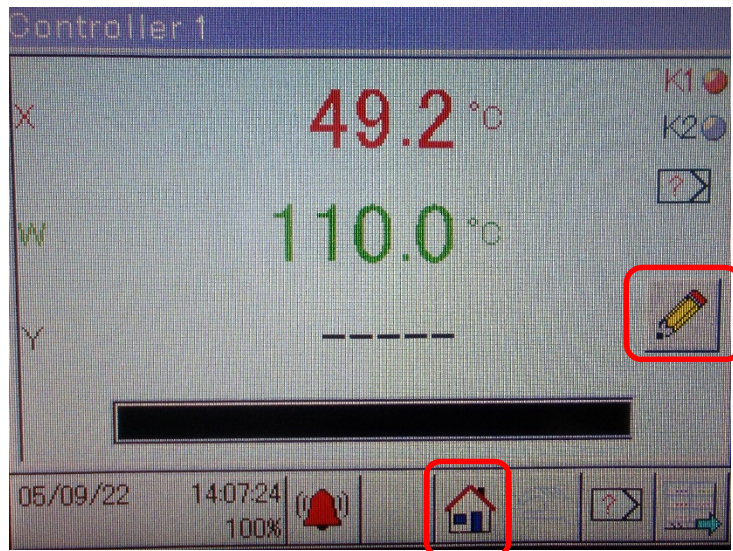 Controller 1
X 49.2 °C K1
K2
?
W 110.0 °C
Y -----
05/09/22 14:07:24 ?
100%